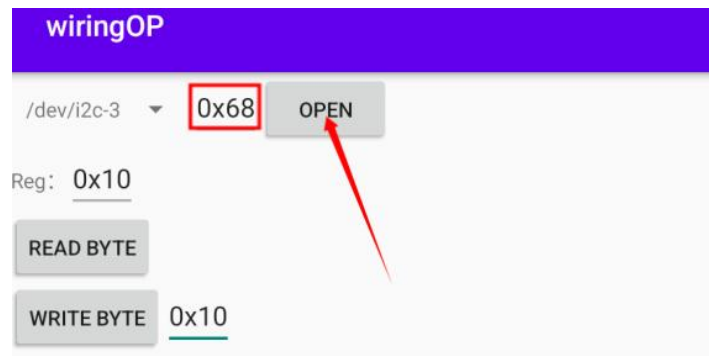 wiringOP
/dev/i2c-3 0x68 OPEN
Reg: 0x10
READ BYTE
WRITE BYTE 0x10